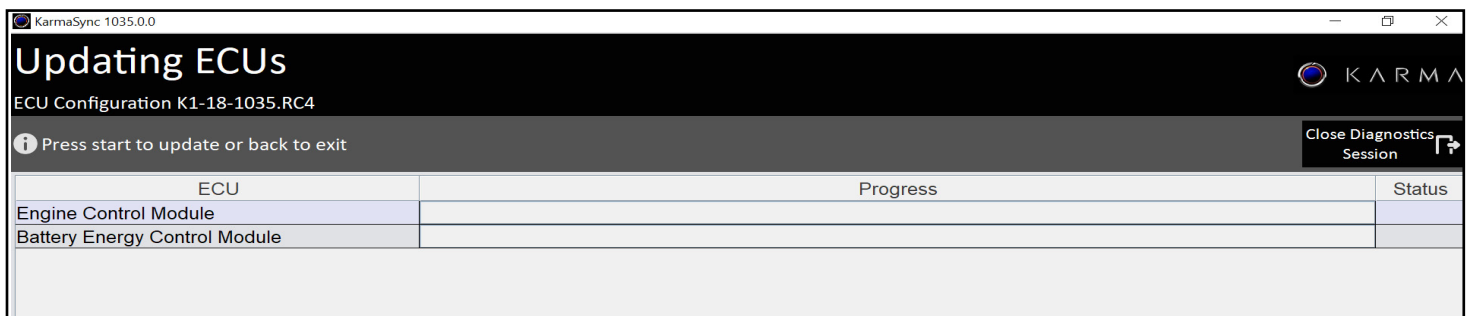 KarmaSync 1035.0.0
Updating ECUs
KARMA
ECU Configuration K1-18-1035.RC4
Press start to update or back to exit
Close Diagnostics
Session
ECU Progress Status
Engine Control Module
Battery Energy Control Module